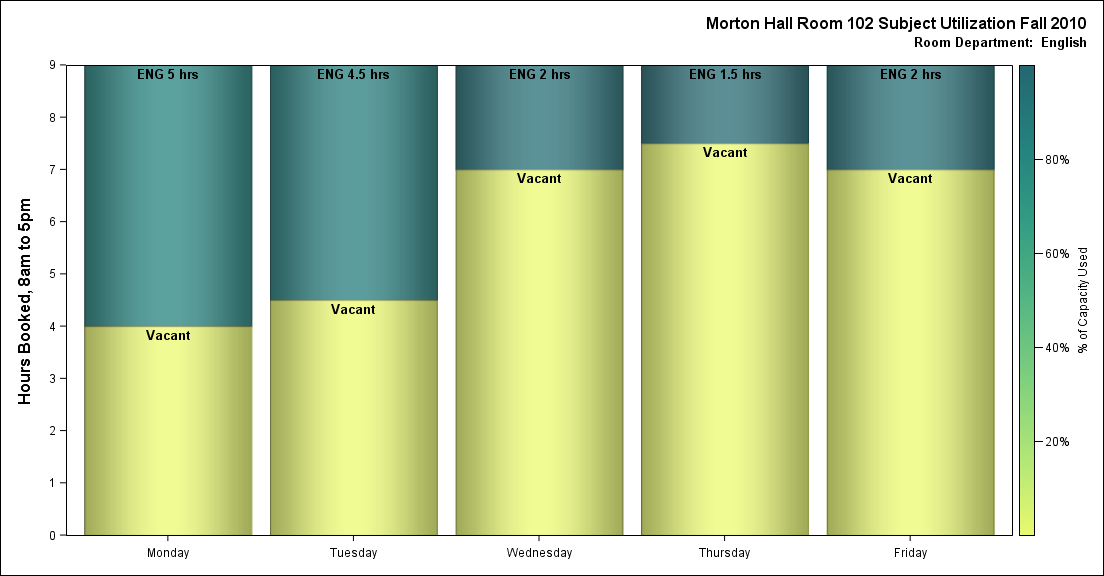 Morton Hall Room 102 Subject Utilization Fall 2010
Room Department:  English
Hours Booked, 8am to 5pm
9
8
7
6
5
4
3
2
1
0
ENG 5 hrs
Vacant
ENG 4.5 hrs
Vacant
ENG 2 hrs
Vacant
ENG 1.5 hrs
Vacant
ENG 2 hrs
Vacant
Monday
Tuesday
Wednesday
Thursday
Friday
80%
60%
40%
20%
% of Capacity Used